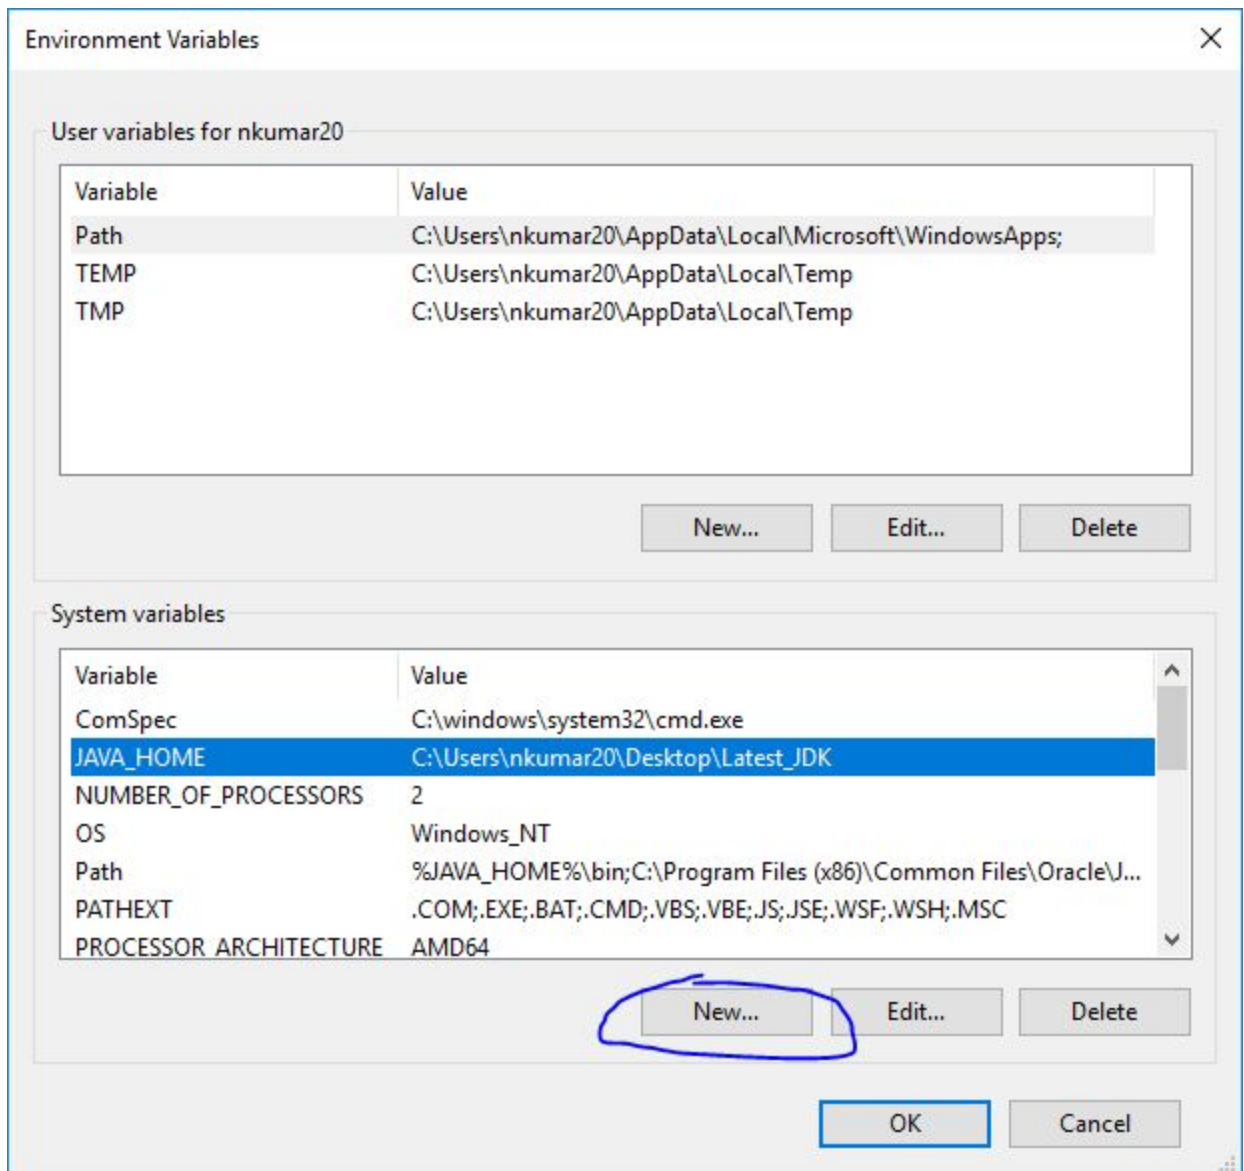 Environment Variables
User variables for nkumar20
Variable Value
Path C:\Users\nkumar20\AppData\Local\Microsoft\WindowsApps;
TEMP C:\Users\nkumar20\AppData\Local\Temp
TMP C:\Users\nkumar20\AppData\Local\Temp
New... Edit... Delete
System variables
Variable Value
ComSpec C:\windows\system32\cmd.exe
JAVA_HOME C:\Users\nkumar20\Desktop\Latest_JDK
NUMBER_OF_PROCESSORS 2
OS Windows_NT
Path %JAVA_HOME%\bin;C:\Program Files (x86)\Common Files\Oracle\J...
PATHEXT .COM;.EXE;.BAT;.CMD;.VBS;.VBE;.JS;.JSE;.WSF;.WSH;.MSC
PROCESSOR_ARCHITECTURE AMD64
New... Edit... Delete
OK Cancel